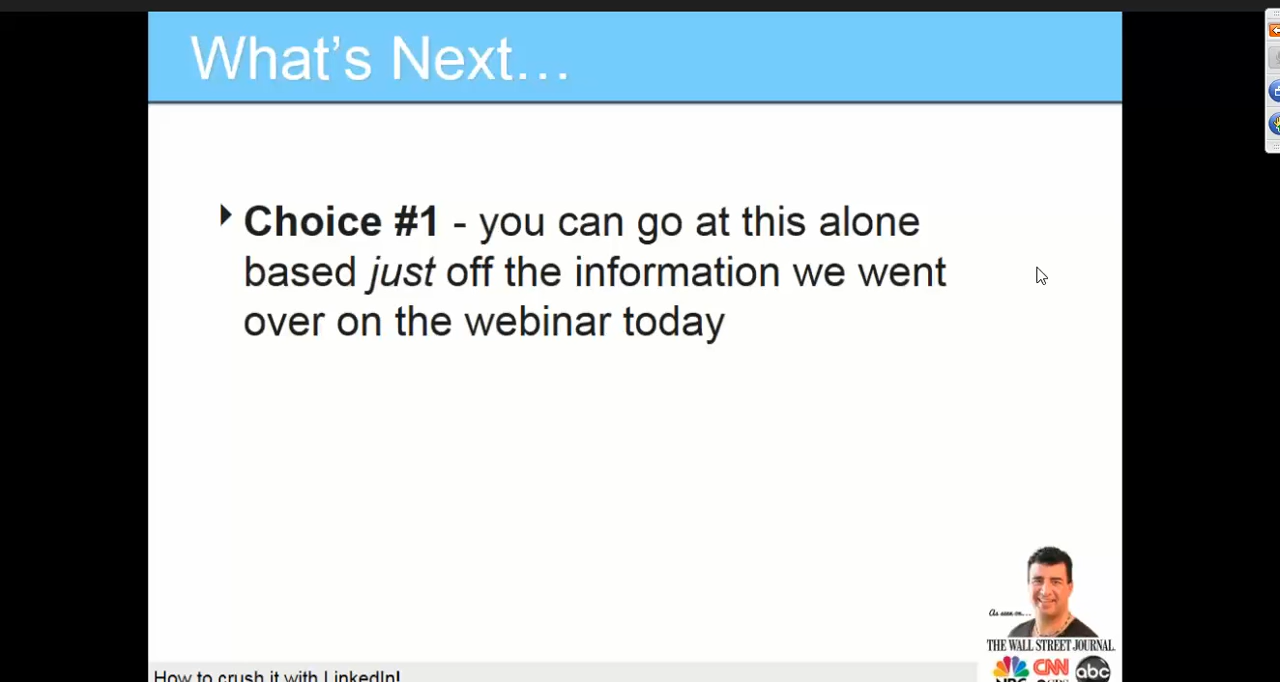 What's Next…
Choice #1 - you can go at this alone
based just off the information we went
over on the webinar today
As seen on...
THE WALL STREET JOURNAL.
NBC CNN abc
How to crush it with LinkedIn!